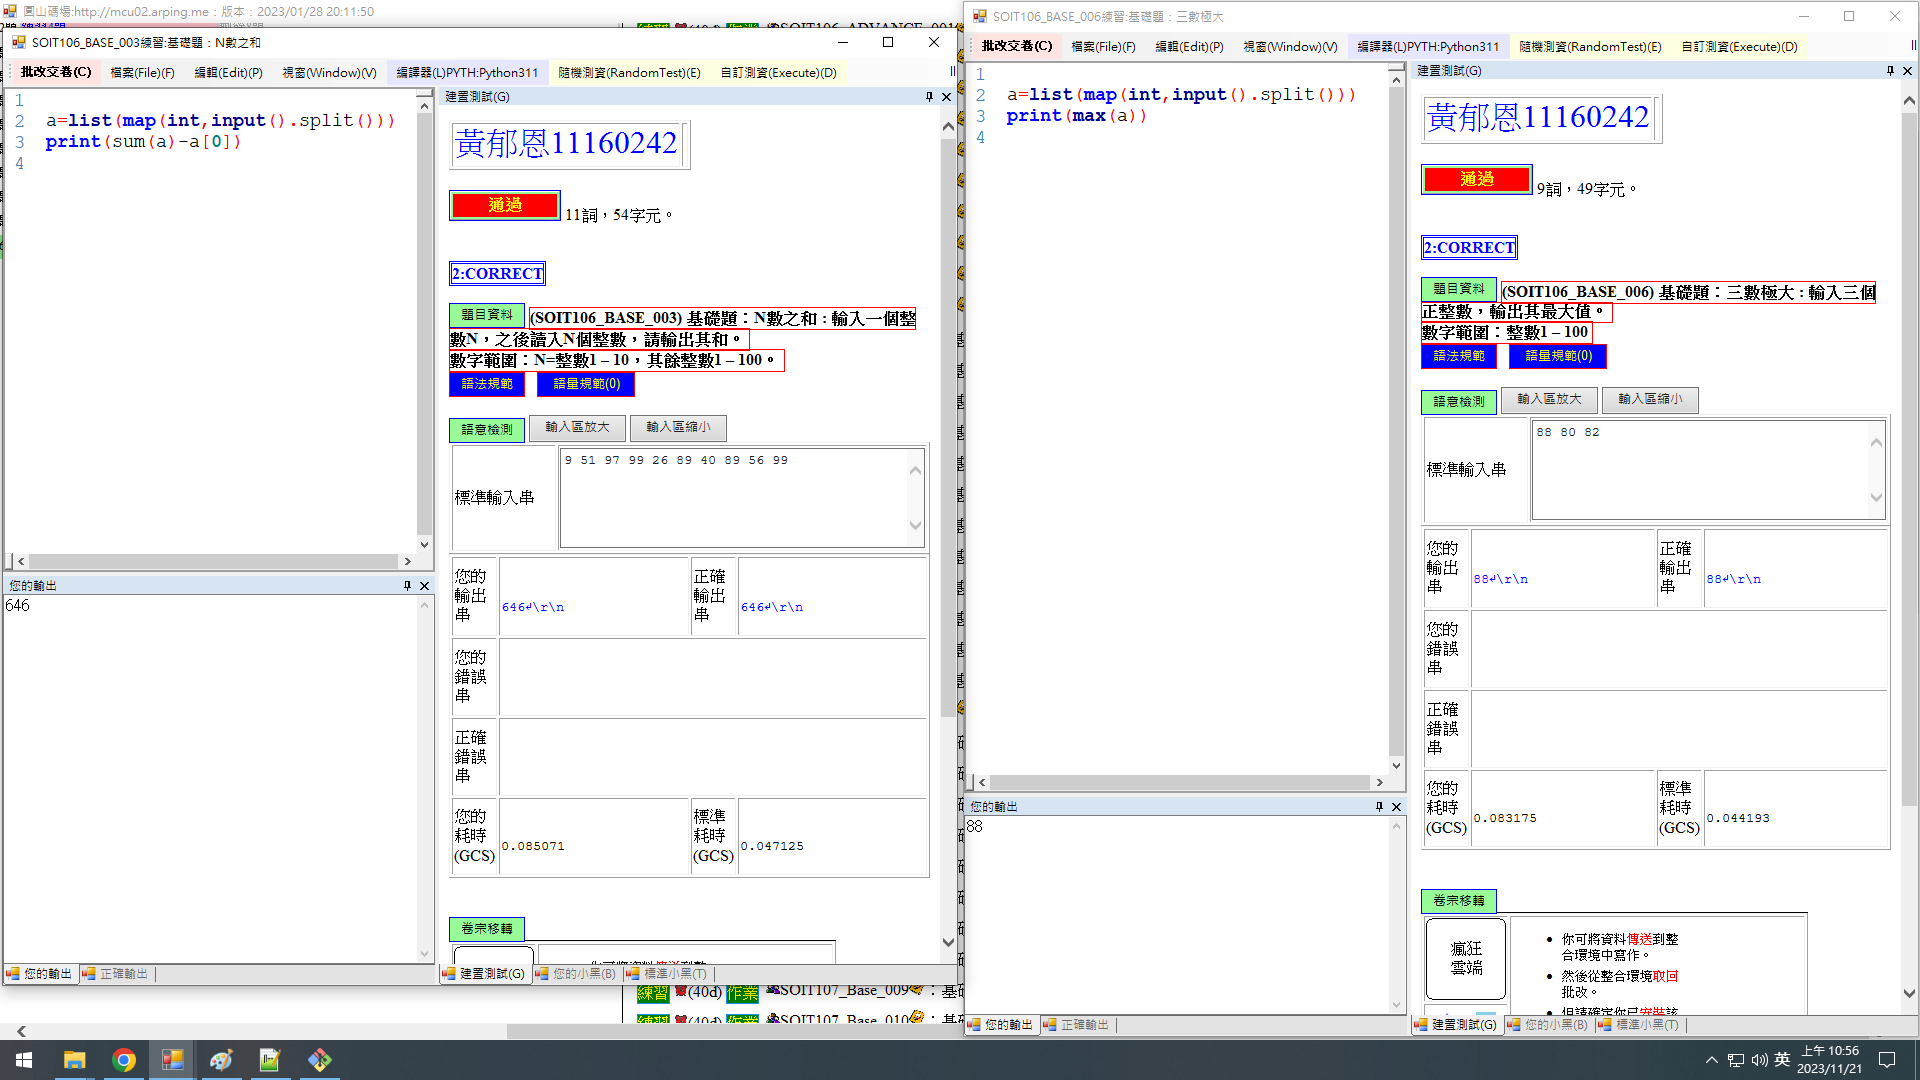 圓山碼場:http://mcu02.arping.me：版本：2023/01/28 20:11:50
SOIT106_BASE_003練習:基礎題：N數之和
批改交卷(C) 檔案(File)(F) 編輯(Edit)(P) 視窗(Window)(V) 編譯器(L)PYTH:Python311 隨機測資(RandomTest)(E) 自訂測資(Execute)(D)
1
2 a=list(map(int,input().split()))
3 print(sum(a)-a[0])
4
您的輸出
646
您的輸出 正確輸出
建置測試(G)
黃郁恩11160242
通過 11詞，54字元。
2:CORRECT
題目資料 (SOIT106_BASE_003) 基礎題：N數之和：輸入一個整
數N，之後讀入N個整數，請輸出其和。
數字範圍：N=整數1 – 10，其餘整數1 – 100。
語法規範 語量規範(0)
語意檢測 輸入區放大 輸入區縮小
標準輸入串 9 51 97 99 26 89 40 89 56 99
您的輸出串 646↲\r\n 正確輸出串 646↲\r\n
您的錯誤串
正確錯誤串
您的耗時(GCS) 0.085071 標準耗時(GCS) 0.047125
卷宗移轉
建置測試(G) 您的小黑(B) 標準小黑(T)
練習 (40d) 作業 SOIT107_Base_009：基礎
練習 (40d) 作業 SOIT107_Base_010：基
SOIT106_BASE_006練習:基礎題：三數極大
批改交卷(C) 檔案(File)(F) 編輯(Edit)(P) 視窗(Window)(V) 編譯器(L)PYTH:Python311 隨機測資(RandomTest)(E) 自訂測資(Execute)(D)
1
2 a=list(map(int,input().split()))
3 print(max(a))
4
您的輸出
88
您的輸出 正確輸出
建置測試(G)
黃郁恩11160242
通過 9詞，49字元。
2:CORRECT
題目資料 (SOIT106_BASE_006) 基礎題：三數極大：輸入三個
正整數，輸出其最大值。
數字範圍：整數1 – 100
語法規範 語量規範(0)
語意檢測 輸入區放大 輸入區縮小
標準輸入串 88 80 82
您的輸出串 88↲\r\n 正確輸出串 88↲\r\n
您的錯誤串
正確錯誤串
您的耗時(GCS) 0.083175 標準耗時(GCS) 0.044193
卷宗移轉
瘋狂雲端
• 你可將資料傳送到整
合環境中寫作。
• 然後從整合環境取回
批改。
建置測試(G) 您的小黑(B) 標準小黑(T)
英 上午 10:56
2023/11/21